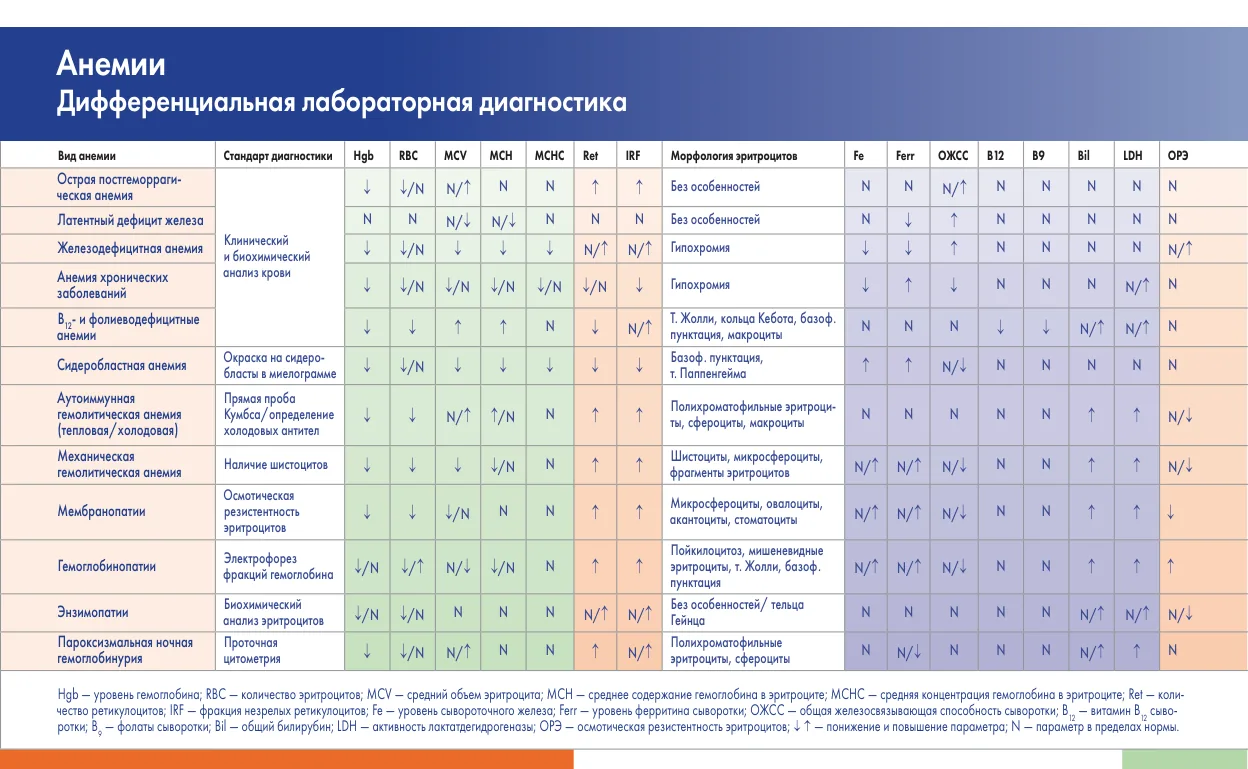 Анемии
Дифференциальная лабораторная диагностика
Вид анемии Стандарт диагностики Hgb RBC MCV MCH MCHC Ret IRF Морфология эритроцитов Fe Ferr ОЖСС B12 B9 Bil LDH ОРЭ
Острая постгеморраги-
ческая анемия
↓ ↓/N N/↑ N N ↑ ↑ Без особенностей N N N/↑ N N N N N
Латентный дефицит железа N N N/↓ N/↓ N N N Без особенностей N ↓ ↑ N N N N N
Клинический
и биохимический
анализ крови
Железодефицитная анемия ↓ ↓/N ↓ ↓ ↓ N/↑ N/↑ Гипохромия ↓ ↓ ↑ N N N N N/↑
Анемия хронических
заболеваний
↓ ↓/N ↓/N ↓/N ↓/N ↓/N ↓ Гипохромия ↓ ↑ ↓ N N N N/↑ N
B12- и фолиеводефицитные
анемии
↓ ↓ ↑ ↑ N ↓ N/↑ Т. Жолли, кольца Кебота, базоф.
пунктация, макроциты
N N N ↓ ↓ N/↑ N/↑ N
Сидеробластная анемия Окраска на сидеро-
бласты в миелограмме
↓ ↓/N ↓ ↓ ↓ ↓ ↓ Базоф. пунктация,
т. Паппенгейма
↑ ↑ N/↓ N N N N N
Аутоиммунная
гемолитическая анемия
(тепловая/холодовая)
Прямая проба
Кумбса/определение
холодовых антител
↓ ↓ N/↑ ↑/N N ↑ ↑ Полихроматофильные эритроци-
ты, сфероциты, макроциты
N N N N N ↑ ↑ N/↓
Механическая
гемолитическая анемия
Наличие шистоцитов ↓ ↓ ↓ ↓/N N ↑ ↑ Шистоциты, микросфероциты,
фрагменты эритроцитов
N/↑ N/↑ N/↓ N N ↑ ↑ N/↓
Мембранопатии Осмотическая
резистентность
эритроцитов
↓ ↓ ↓/N N N ↑ ↑ Микросфероциты, овалоциты,
акантоциты, стоматоциты
N/↑ N/↑ N/↓ N N ↑ ↑ ↓
Гемоглобинопатии Электрофорез
фракций гемоглобина
↓/N ↓/↑ N/↓ ↓/N N ↑ ↑ Пойкилоцитоз, мишеневидные
эритроциты, т. Жолли, базоф.
пунктация
N/↑ N/↑ N/↓ N N ↑ ↑ ↑
Энзимопатии Биохимический
анализ эритроцитов
↓/N ↓/N N N N N/↑ N/↑ Без особенностей/ тельца
Гейнца
N N N N N N/↑ N/↑ N/↓
Пароксизмальная ночная
гемоглобинурия
Проточная
цитометрия
↓ ↓/N N/↑ N N ↑ N/↑ Полихроматофильные
эритроциты, сфероциты
N N/↓ N N N N/↑ ↑ N
Hgb — уровень гемоглобина; RBC — количество эритроцитов; MCV — средний объем эритроцита; MCH — среднее содержание гемоглобина в эритроците; MCHC — средняя концентрация гемоглобина в эритроците; Ret — коли-
чество ретикулоцитов; IRF — фракция незрелых ретикулоцитов; Fe — уровень сывороточного железа; Ferr — уровень ферритина сыворотки; ОЖСС — общая железосвязывающая способность сыворотки; B12 — витамин B12 сыво-
ротки; B9 — фолаты сыворотки; Bil — общий билирубин; LDH — активность лактатдегидрогеназы; ОРЭ — осмотическая резистентность эритроцитов; ↓ ↑ — понижение и повышение параметра; N — параметр в пределах нормы.